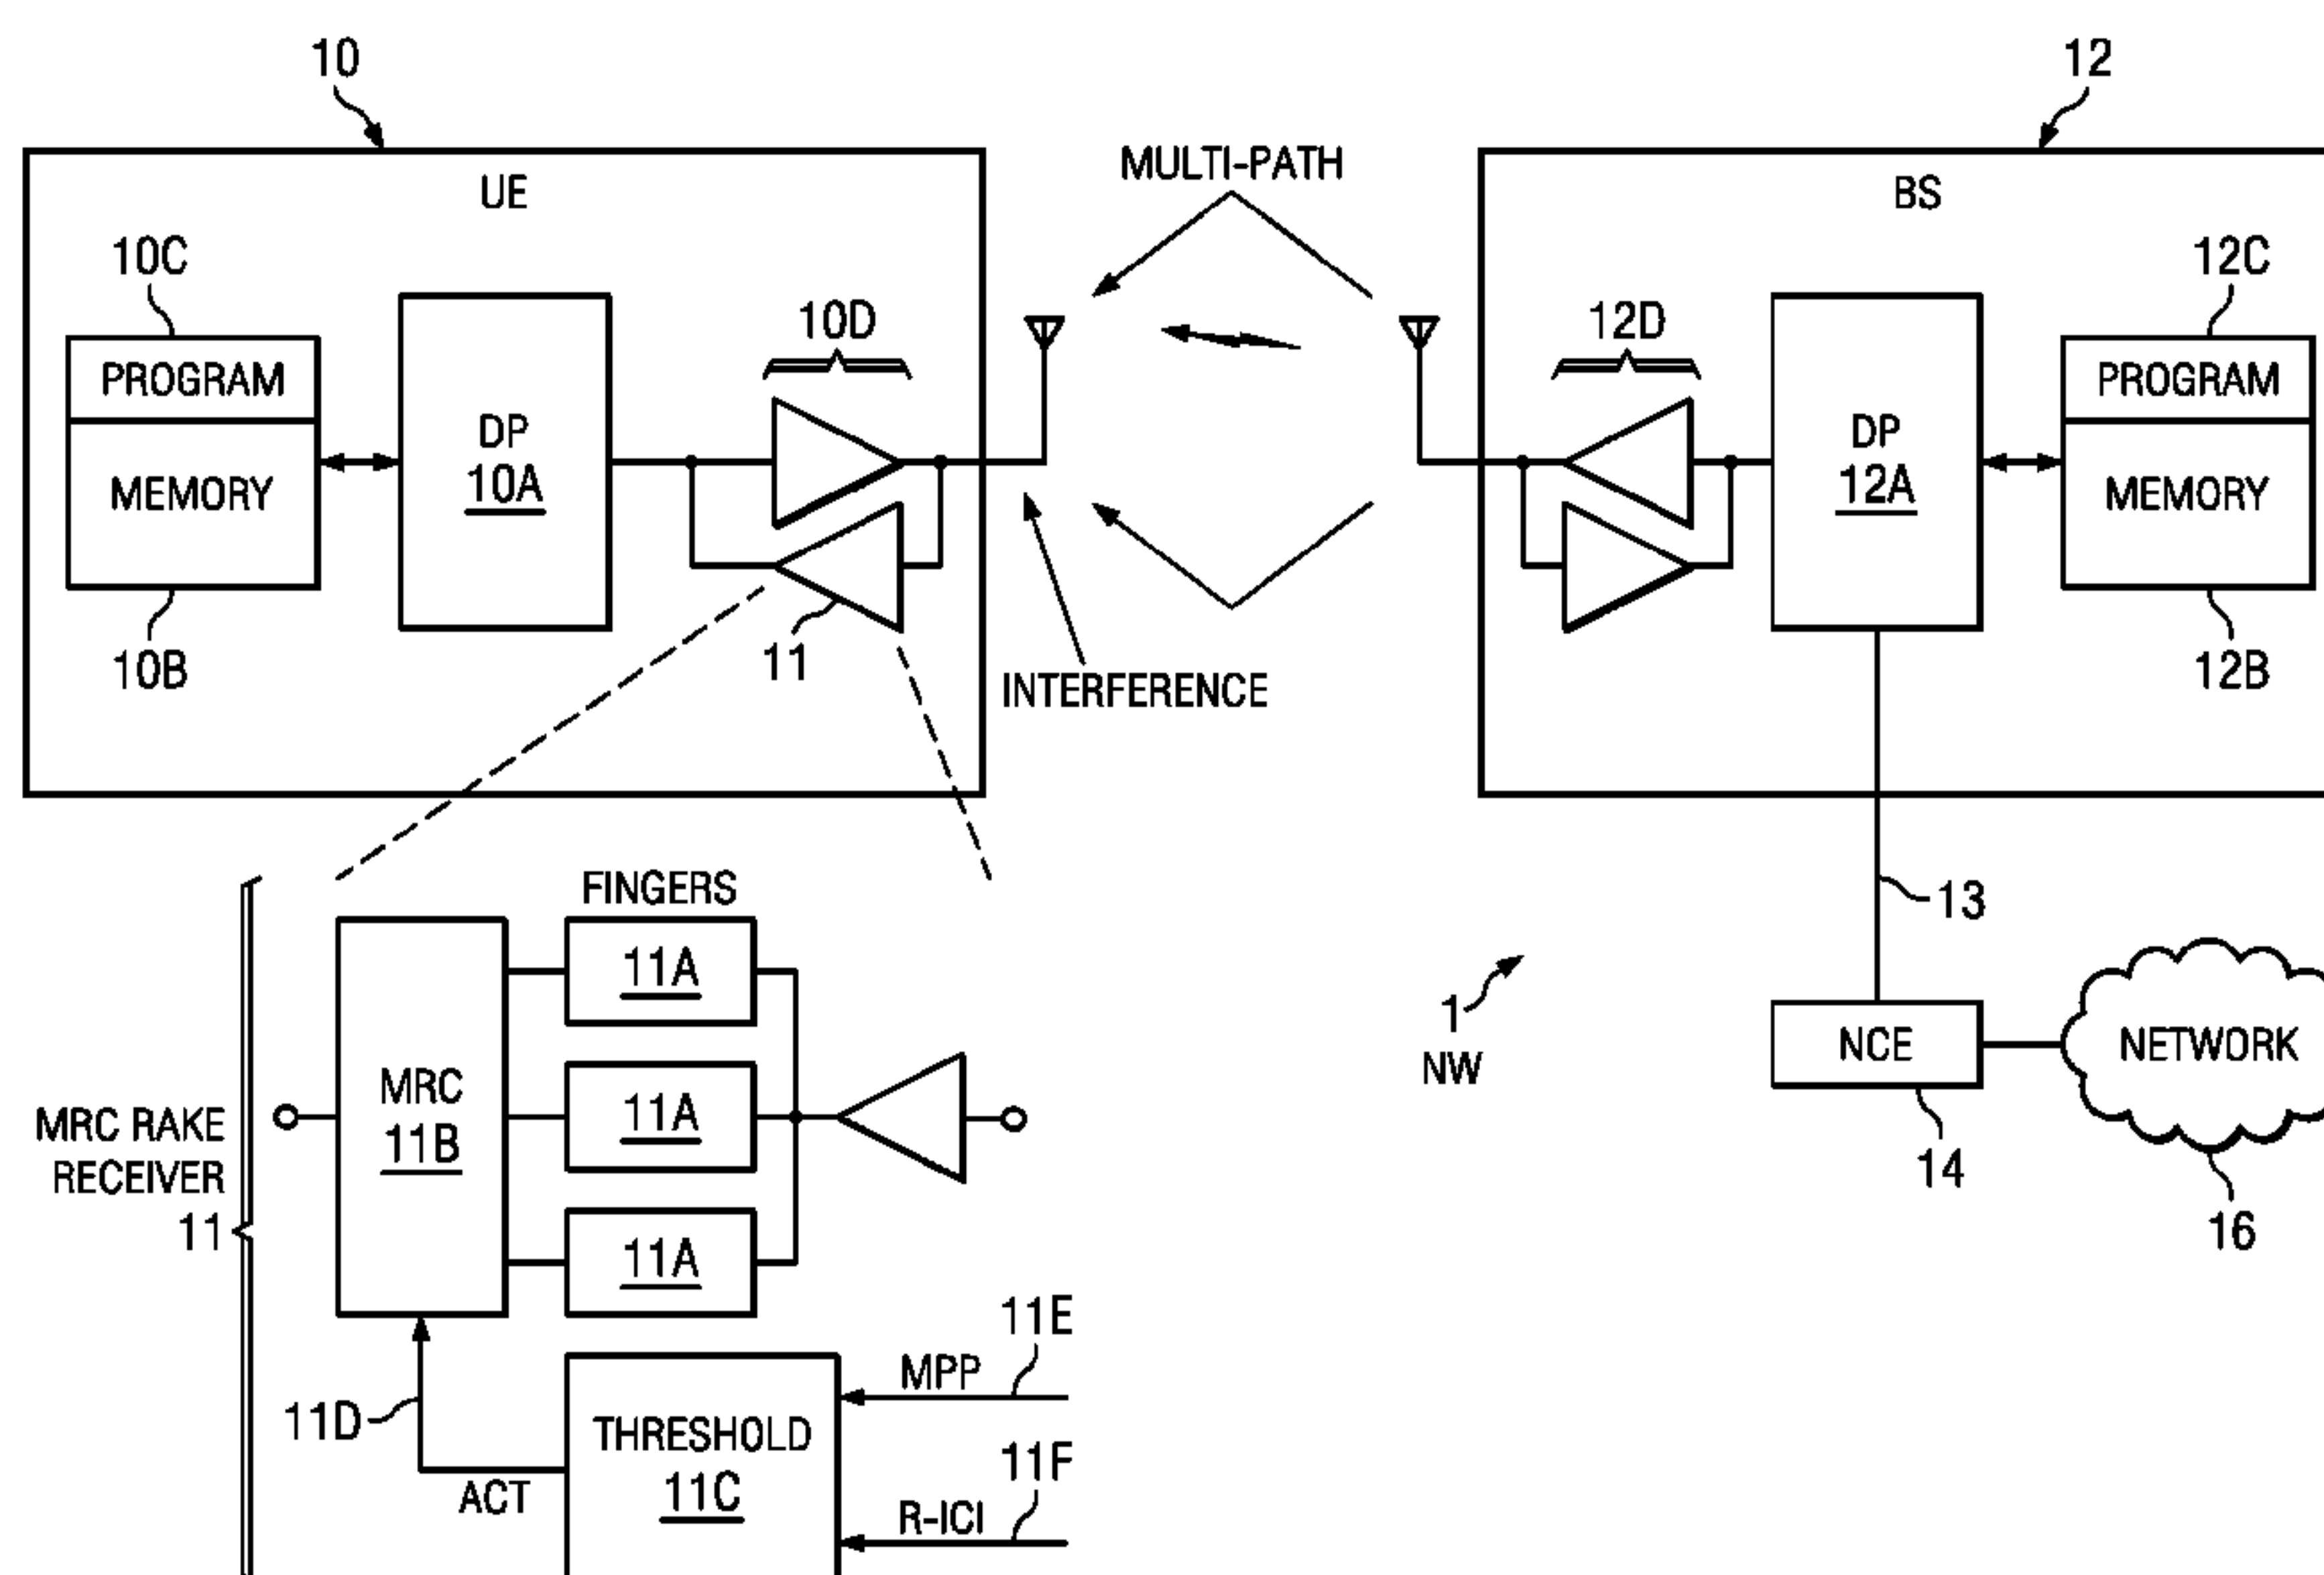 10
12
MULTI-PATH
UE
BS
10C
12C
10D
12D
PROGRAM
PROGRAM
DP
10A
DP
12A
MEMORY
MEMORY
11
10B
12B
INTERFERENCE
FINGERS
13
11A
1
NW
NCE
NETWORK
MRC
11B
11A
MRC RAKE
RECEIVER
11
14
16
11A
11E
MPP
11D
THRESHOLD
11C
11F
ACT
R-ICI